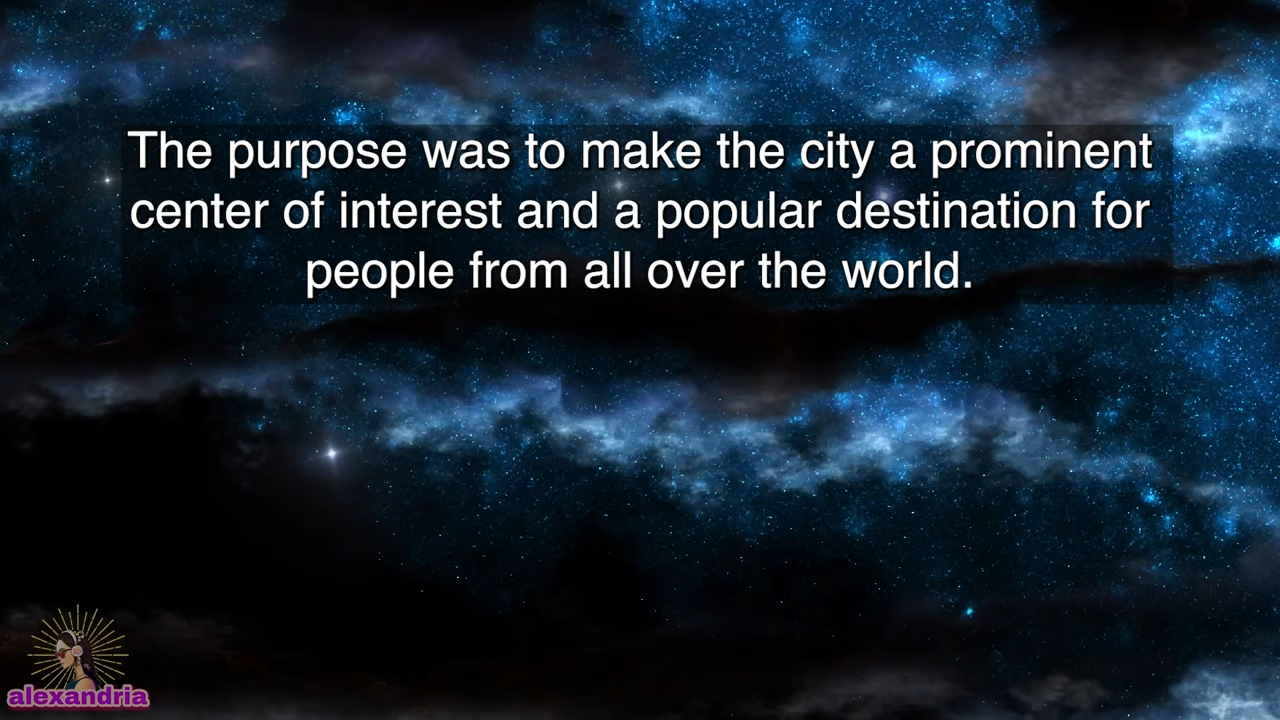 The purpose was to make the city a prominent
center of interest and a popular destination for
people from all over the world.
alexandria